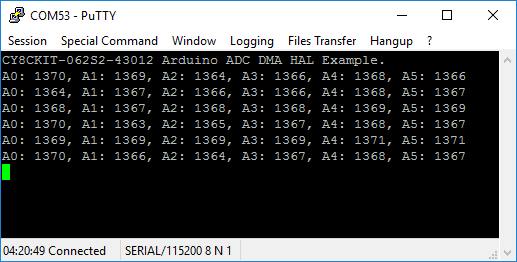 COM53 - PuTTY
Session Special Command Window Logging Files Transfer Hangup ?
CY8CKIT-062S2-43012 Arduino ADC DMA HAL Example.
A0: 1370, A1: 1369, A2: 1364, A3: 1366, A4: 1368, A5: 1366
A0: 1364, A1: 1367, A2: 1366, A3: 1366, A4: 1368, A5: 1367
A0: 1368, A1: 1367, A2: 1368, A3: 1368, A4: 1369, A5: 1369
A0: 1370, A1: 1363, A2: 1365, A3: 1367, A4: 1368, A5: 1367
A0: 1369, A1: 1369, A2: 1369, A3: 1369, A4: 1371, A5: 1371
A0: 1370, A1: 1366, A2: 1364, A3: 1367, A4: 1368, A5: 1367
04:20:49 Connected SERIAL/115200 8 N 1